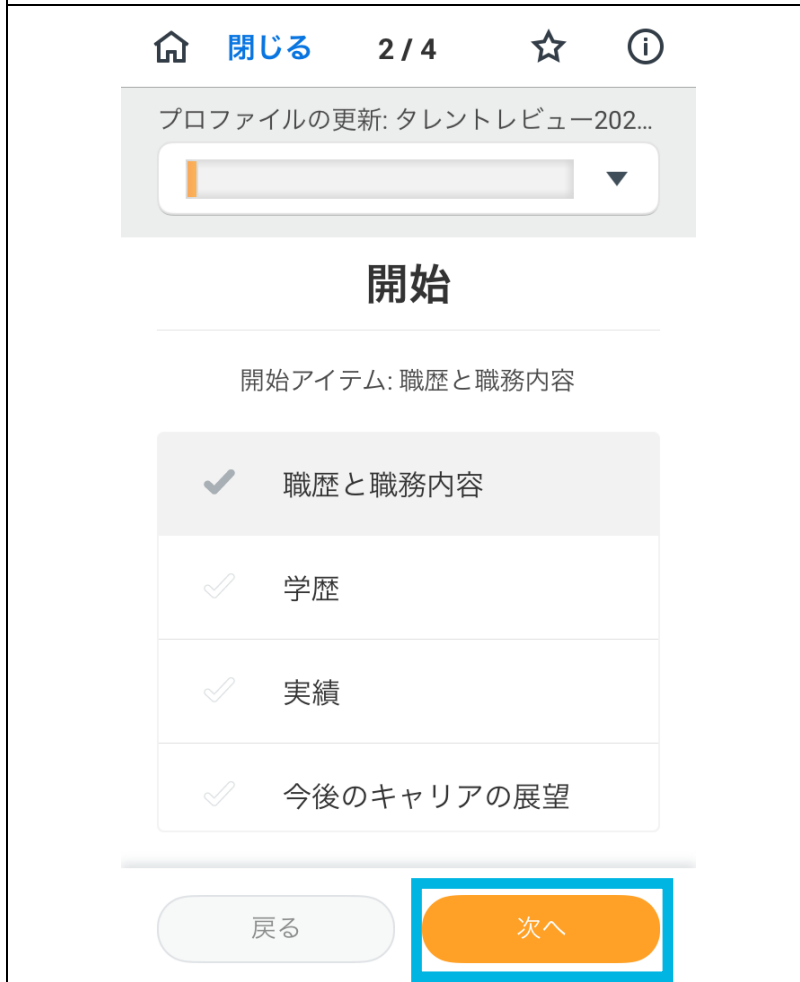 閉じる 2 / 4
プロファイルの更新: タレントレビュー202...
開始
開始アイテム: 職歴と職務内容
職歴と職務内容
学歴
実績
今後のキャリアの展望
戻る 次へ